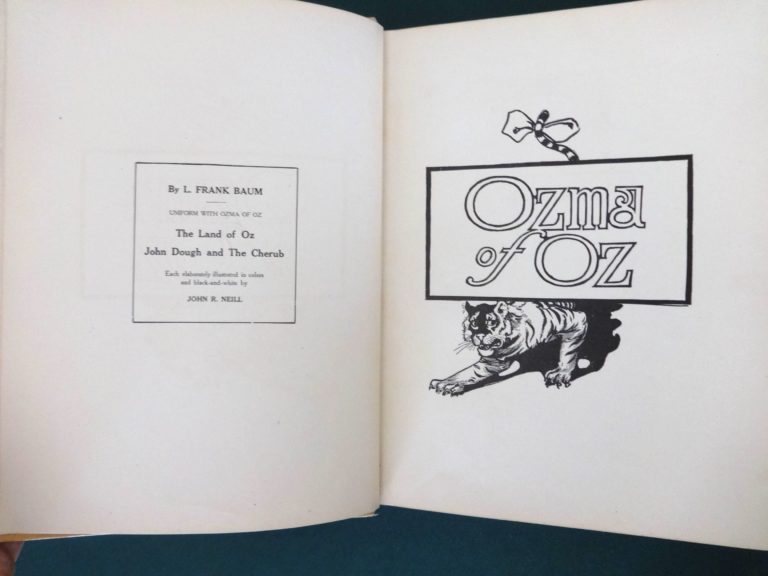 By L. FRANK BAUM
UNIFORM WITH OZMA OF OZ
The Land of Oz
John Dough and The Cherub
Each elaborately illustrated in colors
and black-and-white by
JOHN R. NEILL
Ozma
of Oz